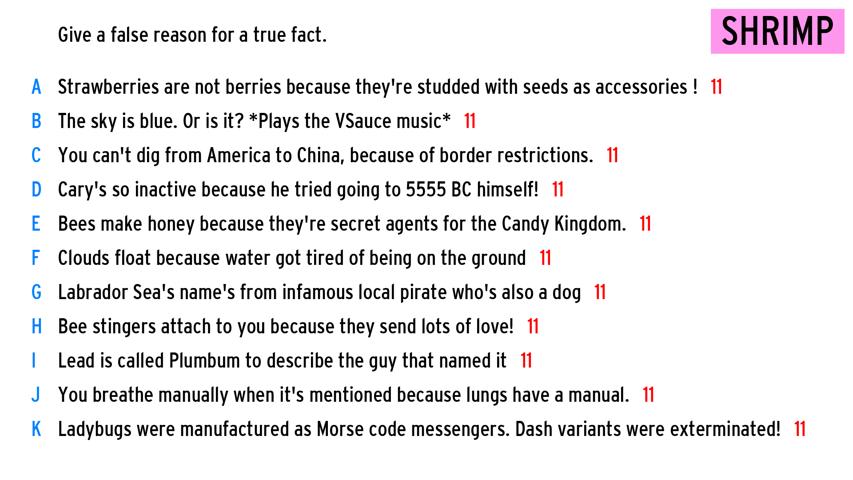 Give a false reason for a true fact.
SHRIMP
A Strawberries are not berries because they're studded with seeds as accessories ! 11
B The sky is blue. Or is it? *Plays the VSauce music* 11
C You can't dig from America to China, because of border restrictions. 11
D Cary's so inactive because he tried going to 5555 BC himself! 11
E Bees make honey because they're secret agents for the Candy Kingdom. 11
F Clouds float because water got tired of being on the ground 11
G Labrador Sea's name's from infamous local pirate who's also a dog 11
H Bee stingers attach to you because they send lots of love! 11
I Lead is called Plumbum to describe the guy that named it 11
J You breathe manually when it's mentioned because lungs have a manual. 11
K Ladybugs were manufactured as Morse code messengers. Dash variants were exterminated! 11